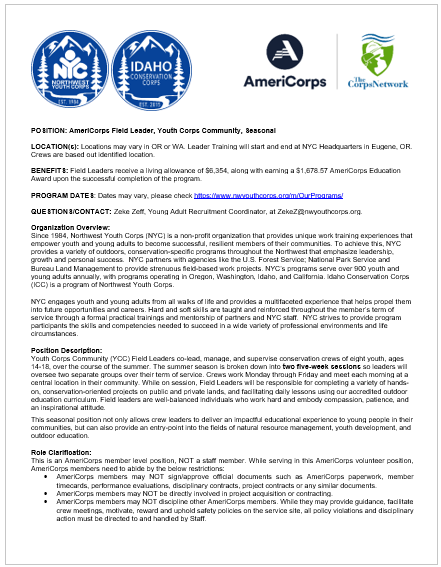 NYC
NORTHWEST
YOUTH CORPS
EST. 1984
IDAHO
CONSERVATION
CORPS
EST. 2010
AmeriCorps
The
CorpsNetwork
POSITION: AmeriCorps Field Leader, Youth Corps Community, Seasonal
LOCATION(s): Locations may vary in OR or WA. Leader Training will start and end at NYC Headquarters in Eugene, OR.
Crews are based out identified location.
BENEFITS: Field Leaders receive a living allowance of $6,354, along with earning a $1,678.57 AmeriCorps Education
Award upon the successful completion of the program.
PROGRAM DATES: Dates may vary, please check https://www.nwyouthcorps.org/m/OurPrograms/
QUESTIONS/CONTACT: Zeke Zeff, Young Adult Recruitment Coordinator, at ZekeZ@nwyouthcorps.org.
Organization Overview:
Since 1984, Northwest Youth Corps (NYC) is a non-profit organization that provides unique work training experiences that
empower youth and young adults to become successful, resilient members of their communities. To achieve this, NYC
provides a variety of outdoors, conservation-specific programs throughout the Northwest that emphasize leadership,
growth and personal success. NYC partners with agencies like the U.S. Forest Service; National Park Service and
Bureau Land Management to provide strenuous field-based work projects. NYC's programs serve over 900 youth and
young adults annually, with programs operating in Oregon, Washington, Idaho, and California. Idaho Conservation Corps
(ICC) is a program of Northwest Youth Corps.
NYC engages youth and young adults from all walks of life and provides a multifaceted experience that helps propel them
into future opportunities and careers. Hard and soft skills are taught and reinforced throughout the member's term of
service through a formal practical trainings and mentorship of partners and NYC staff. NYC strives to provide program
participants the skills and competencies needed to succeed in a wide variety of professional environments and life
circumstances.
Position Description:
Youth Corps Community (YCC) Field Leaders co-lead, manage, and supervise conservation crews of eight youth, ages
14-18, over the course of the summer. The summer season is broken down into two five-week sessions so leaders will
oversee two separate groups over their term of service. Crews work Monday through Friday and meet each morning at a
central location in their community. While on session, Field Leaders will be responsible for completing a variety of hands-
on, conservation-oriented projects on public and private lands, and facilitating daily lessons using our accredited outdoor
education curriculum. Field leaders are well-balanced individuals who work hard and embody compassion, patience, and
an inspirational attitude.
This seasonal position not only allows crew leaders to deliver an impactful educational experience to young people in their
communities, but can also provide an entry-point into the fields of natural resource management, youth development, and
outdoor education.
Role Clarification:
This is an AmeriCorps member level position, NOT a staff member. While serving in this AmeriCorps volunteer position,
AmeriCorps members need to abide by the below restrictions:
• AmeriCorps members may NOT sign/approve official documents such as AmeriCorps paperwork, member
timecards, performance evaluations, disciplinary contracts, project contracts or any similar documents.
• AmeriCorps members may NOT be directly involved in project acquisition or contracting.
• AmeriCorps members may NOT discipline other AmeriCorps members. While they may provide guidance, facilitate
crew meetings, motivate, reward and uphold safety policies on the service site, all policy violations and disciplinary
action must be directed to and handled by Staff.